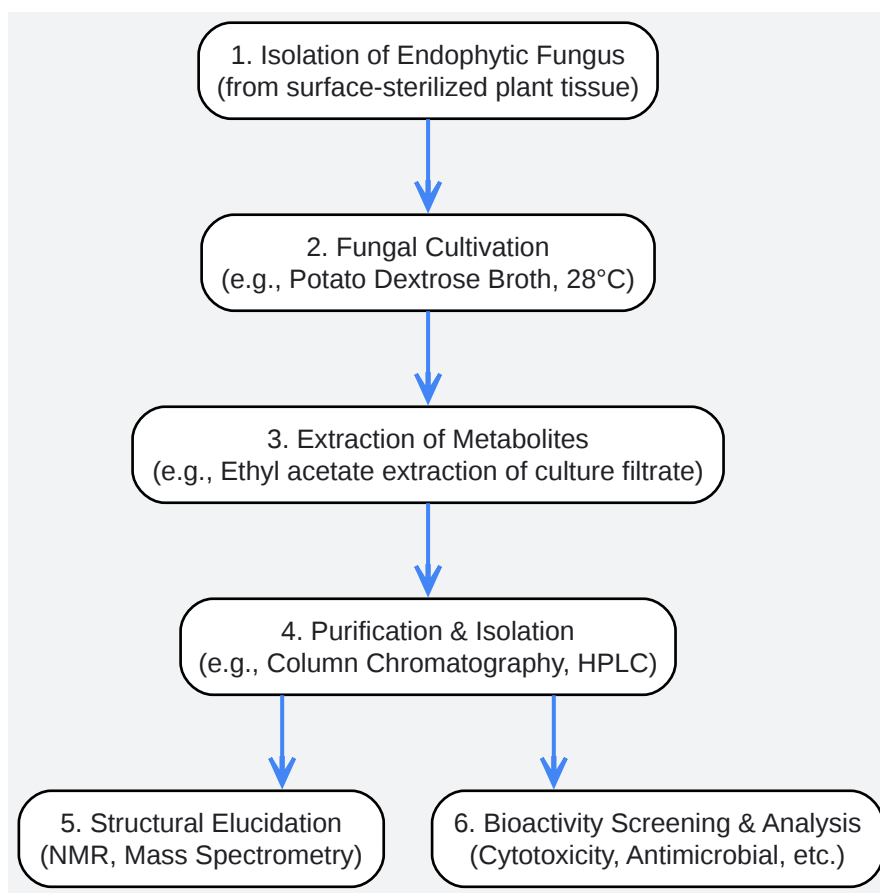 1. Isolation of Endophytic Fungus
(from surface-sterilized plant tissue)
2. Fungal Cultivation
(e.g., Potato Dextrose Broth, 28°C)
3. Extraction of Metabolites
(e.g., Ethyl acetate extraction of culture filtrate)
4. Purification & Isolation
(e.g., Column Chromatography, HPLC)
5. Structural Elucidation
(NMR, Mass Spectrometry)
6. Bioactivity Screening & Analysis
(Cytotoxicity, Antimicrobial, etc.)